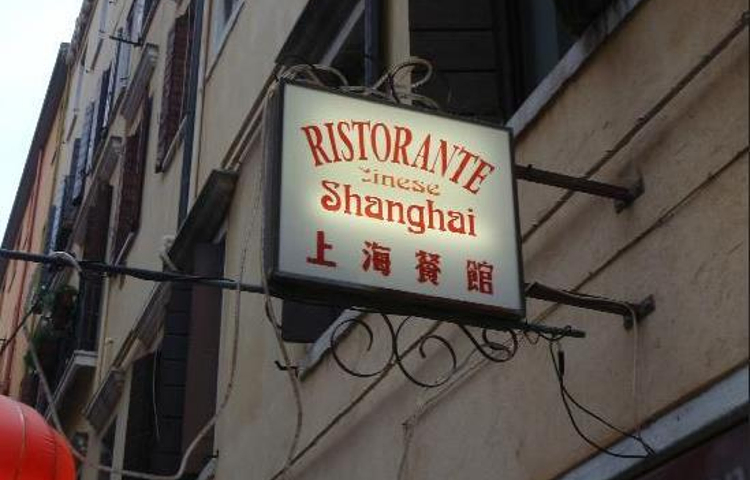 RISTORANTE
Cinese
Shanghai
上海餐館